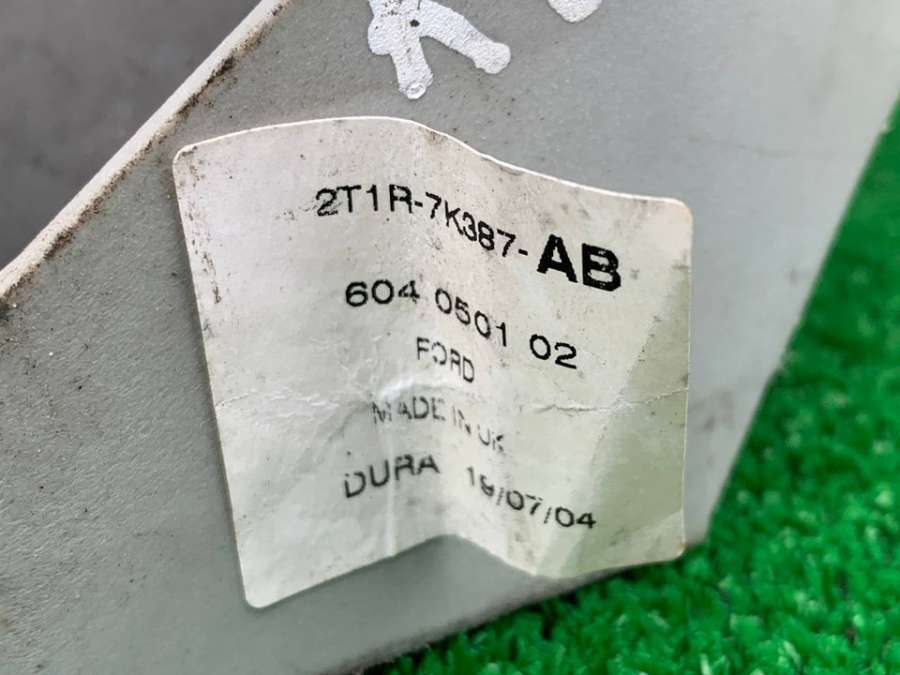 2T1R-7K387-AB
604 0501 02
FORD
MADE IN UK
DURA 19/07/04